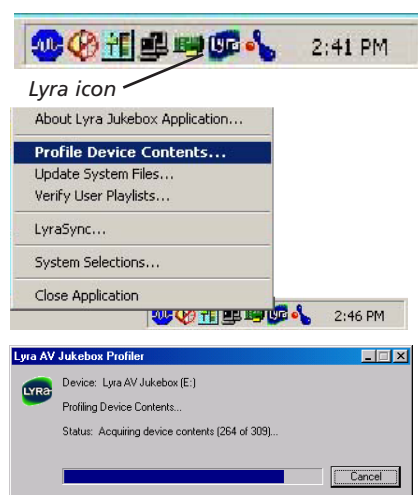 2:41 PM
Lyra icon
About Lyra Jukebox Application...
Profile Device Contents...
Update System Files...
Verify User Playlists...
LyraSync...
System Selections...
Close Application
2:46 PM
Lyra AV Jukebox Profiler
LYRA
Device: Lyra AV Jukebox (E:)
Profiling Device Contents...
Status: Acquiring device contents (264 of 309)...
Cancel